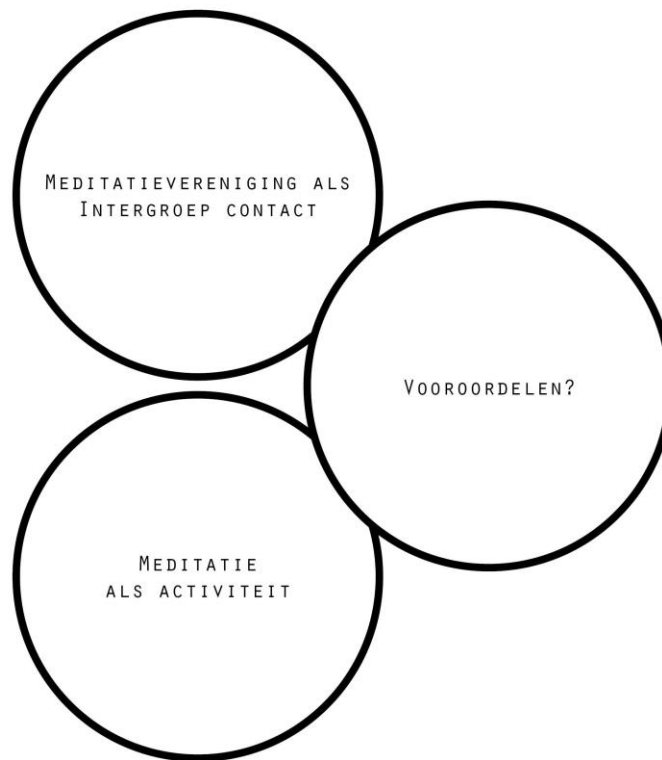 MEDITATIEVERENIGING ALS
INTERGROEP CONTACT
VOOROORDELEN?
MEDITATIE
ALS ACTIVITEIT